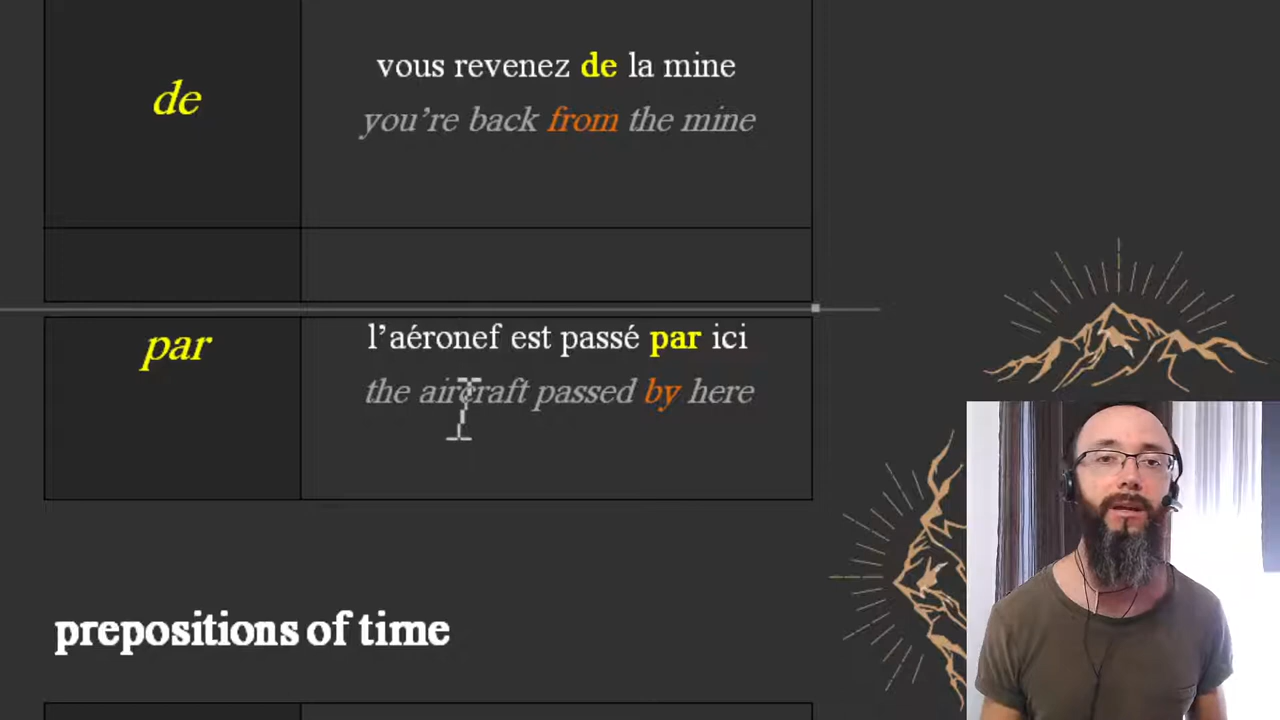 de
vous revenez de la mine
you're back from the mine
par
l'aéronef est passé par ici
the aircraft passed by here
prepositions of time